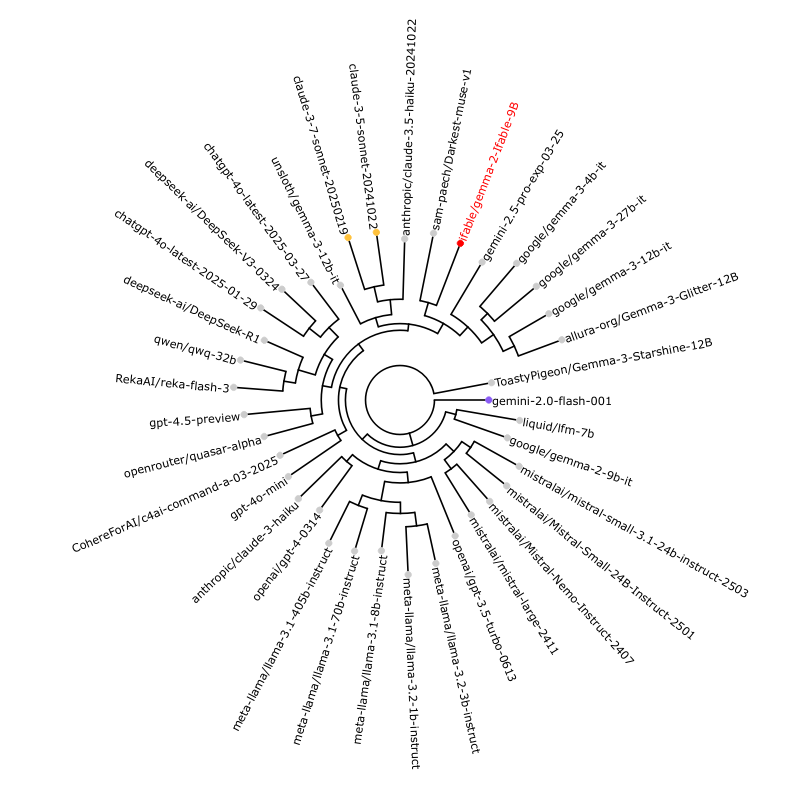 anthropic/claude-3.5-haiku-20241022
sam-paech/Darkest-muse-v1
ifable/gemma-2-Ifable-9B
gemini-2.5-pro-exp-03-25
google/gemma-3-4b-it
google/gemma-3-27b-it
google/gemma-3-12b-it
allura-org/Gemma-3-Glitter-12B
ToastyPigeon/Gemma-3-Starshine-12B
gemini-2.0-flash-001
liquid/lfm-7b
google/gemma-2-9b-it
mistralai/mistral-small-3.1-24b-instruct-2503
mistralai/Mistral-Small-24B-Instruct-2501
mistralai/Mistral-Nemo-Instruct-2407
mistralai/mistral-large-2411
openai/gpt-3.5-turbo-0613
meta-llama/llama-3.2-3b-instruct
meta-llama/llama-3.2-1b-instruct
meta-llama/llama-3.1-8b-instruct
meta-llama/llama-3.1-70b-instruct
meta-llama/llama-3.1-405b-instruct
openai/gpt-4-0314
anthropic/claude-3-haiku
gpt-4o-mini
CohereForAI/c4ai-command-a-03-2025
openrouter/quasar-alpha
gpt-4.5-preview
RekaAI/reka-flash-3
qwen/qwq-32b
deepseek-ai/DeepSeek-R1
chatgpt-4o-latest-2025-01-29
deepseek-ai/DeepSeek-V3-0324
chatgpt-4o-latest-2025-03-27
unsloth/gemma-3-12b-it
claude-3-7-sonnet-20250219
claude-3-5-sonnet-20241022